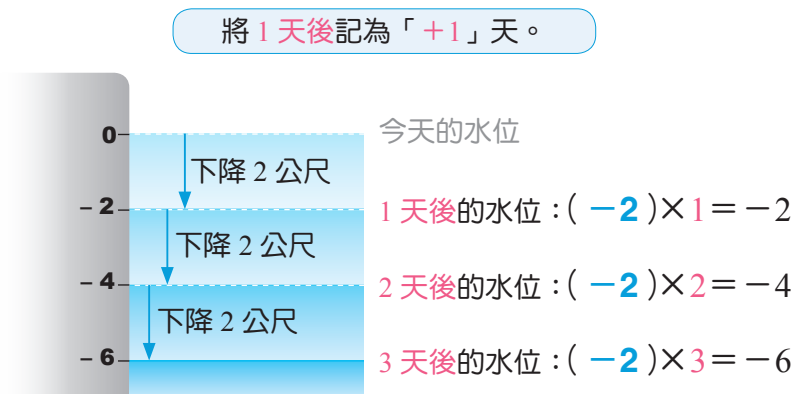 將 1 天後記為「＋1」天。
0
今天的水位
下降 2 公尺
－2
1 天後的水位：(－2)×1＝－2
下降 2 公尺
－4
2 天後的水位：(－2)×2＝－4
下降 2 公尺
－6
3 天後的水位：(－2)×3＝－6